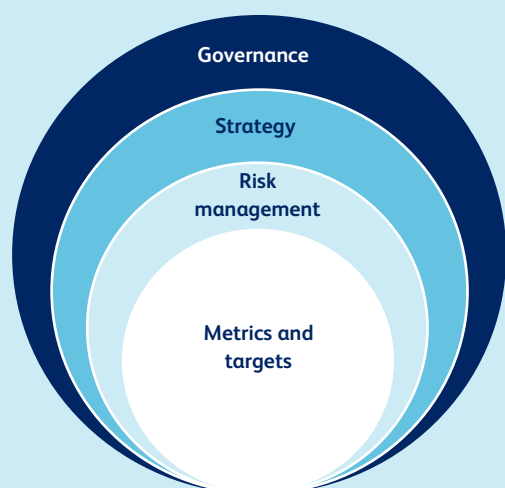 Governance
Strategy
Risk
management
Metrics and
targets